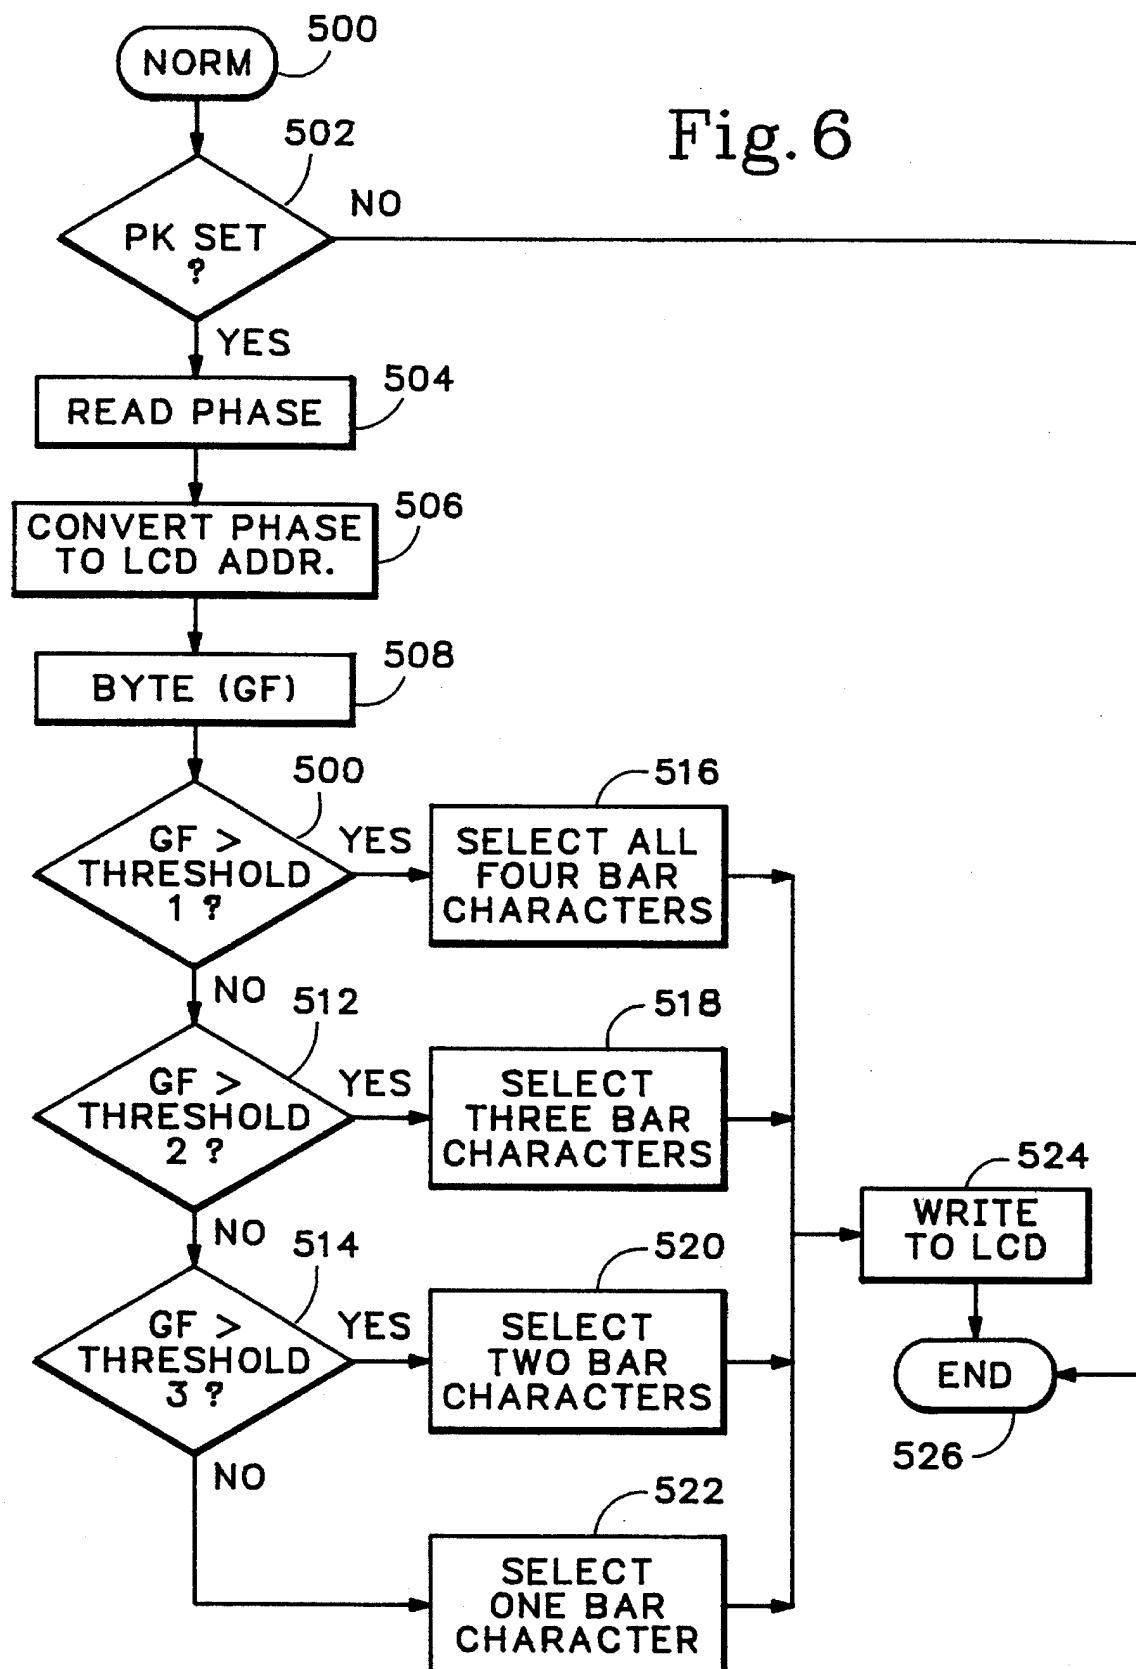 500
NORM
Fig. 6
502
NO
PK SET
?
YES
504
READ PHASE
506
CONVERT PHASE
TO LCD ADDR.
508
BYTE (GF)
500
516
GF >
THRESHOLD
1 ?
YES
SELECT ALL
FOUR BAR
CHARACTERS
NO
512
518
GF >
THRESHOLD
2 ?
YES
SELECT
THREE BAR
CHARACTERS
524
WRITE
TO LCD
NO
514
520
GF >
THRESHOLD
3 ?
YES
SELECT
TWO BAR
CHARACTERS
END
526
NO
522
SELECT
ONE BAR
CHARACTER